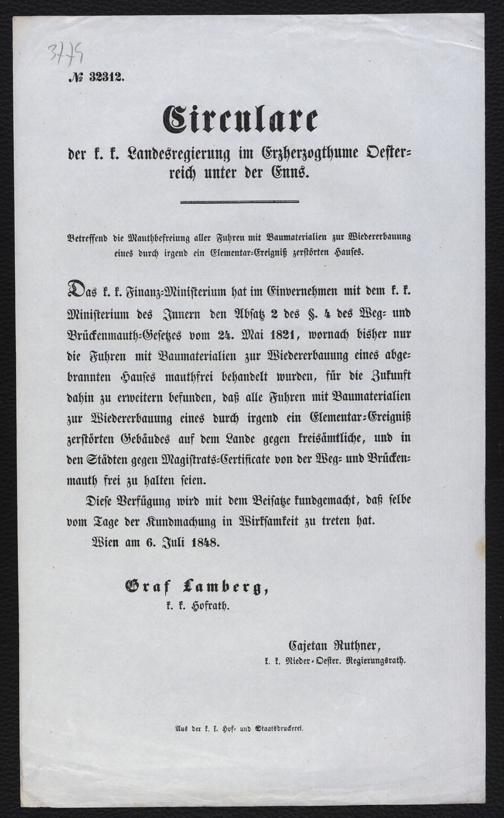 3779
№ 32312.
Circulare
der k. k. Landesregierung im Erzherzogthume Oester-
reich unter der Enns.
Betreffend die Mauthbefreiung aller Fuhren mit Baumaterialien zur Wiedererbauung
eines durch irgend ein Elementar-Ereigniß zerstörten Hauses.
Das k. k. Finanz-Ministerium hat im Einvernehmen mit dem k. k.
Ministerium des Innern den Absatz 2 des §. 4 des Weg- und
Brückenmauth-Gesetzes vom 24. Mai 1821, wornach bisher nur
die Fuhren mit Baumaterialien zur Wiedererbauung eines abge-
brannten Hauses mauthfrei behandelt wurden, für die Zukunft
dahin zu erweitern befunden, daß alle Fuhren mit Baumaterialien
zur Wiedererbauung eines durch irgend ein Elementar-Ereigniß
zerstörten Gebäudes auf dem Lande gegen kreisämtliche, und in
den Städten gegen Magistrats-Certificate von der Weg- und Brücken-
mauth frei zu halten seien.
Diese Verfügung wird mit dem Beisatze kundgemacht, daß selbe
vom Tage der Kundmachung in Wirksamkeit zu treten hat.
Wien am 6. Juli 1848.
Graf Lamberg,
k. k. Hofrath.
Cajetan Ruthner,
k. k. Nieder-Oester. Regierungsrath.
Aus der k. k. Hof- und Staatsdruckerei.